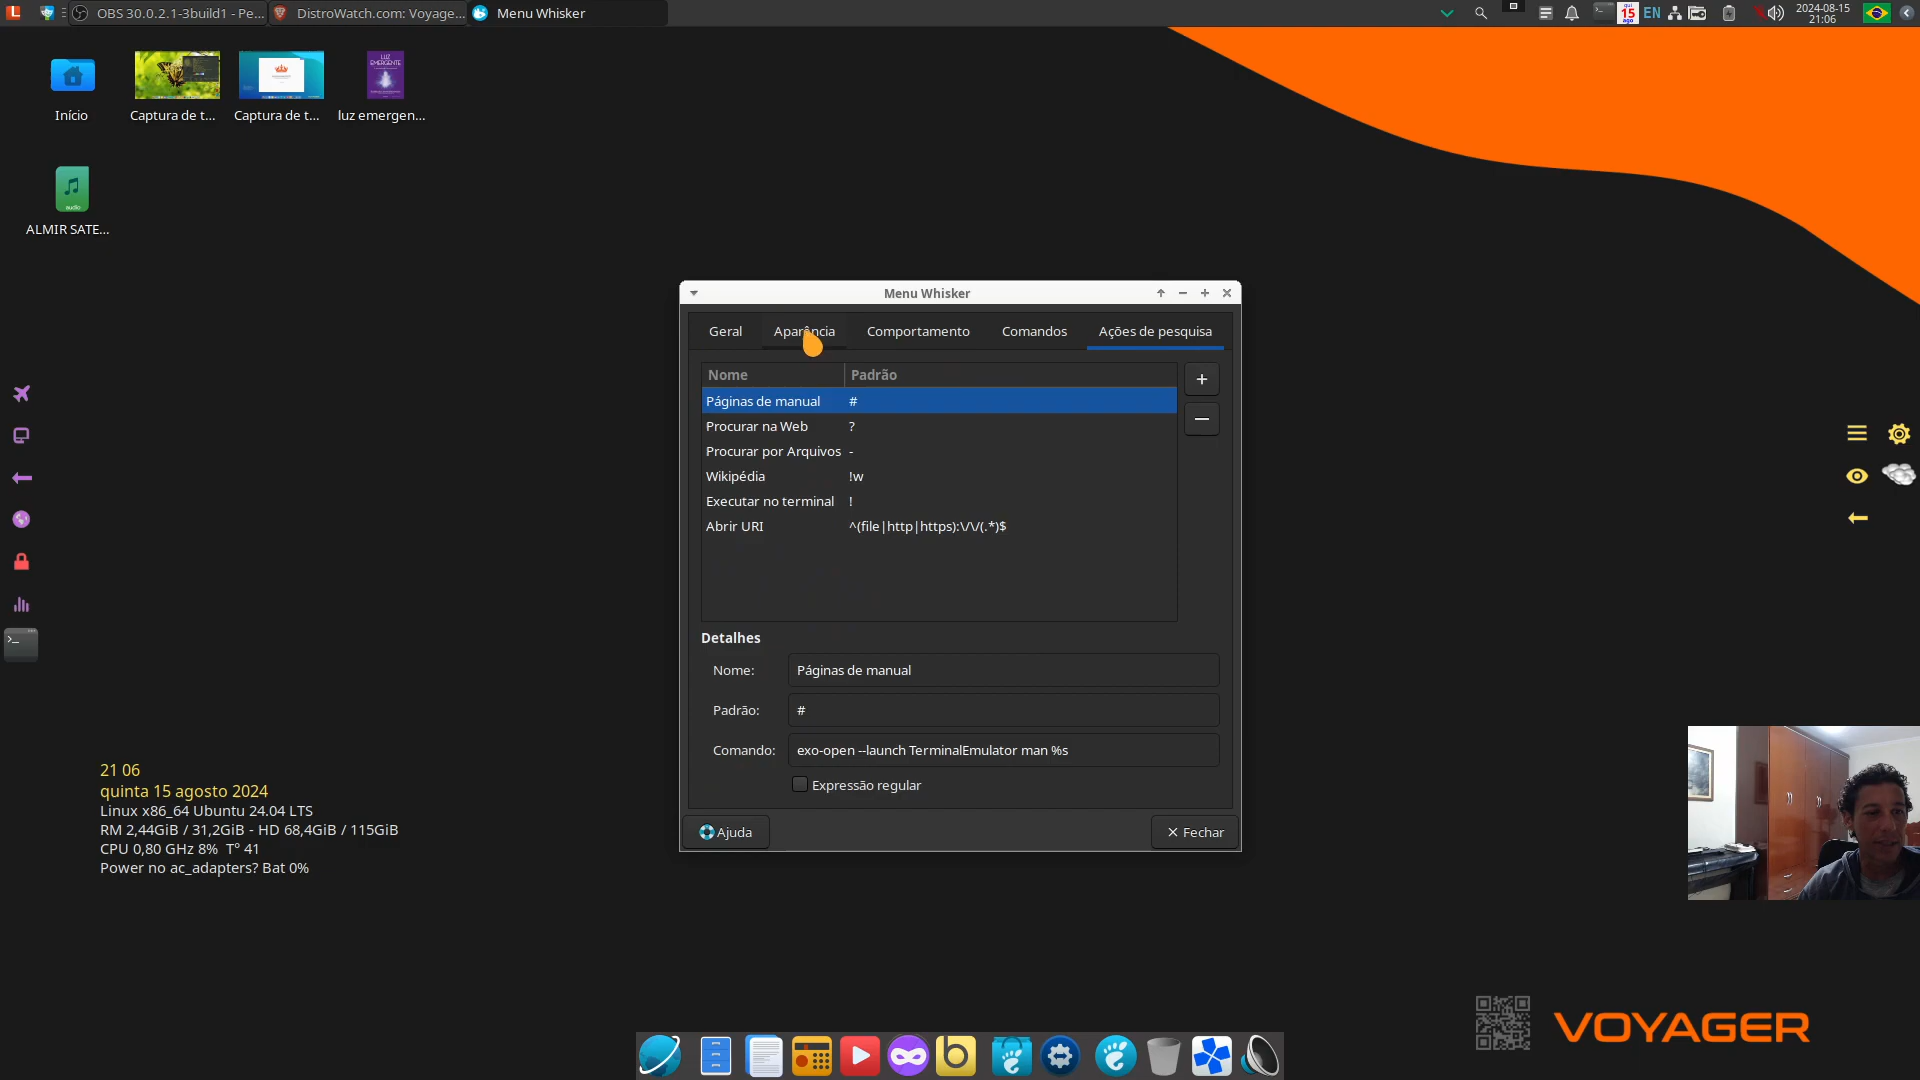 OBS 30.0.2.1-3build1 - Pe...
DistroWatch.com: Voyage...
Menu Whisker
15
EN
2024-08-15
21:06
Início
Captura de t...
Captura de t...
LUZ
EMERGENTE
luz emergen...
audio
ALMIR SATE...
Menu Whisker
Geral
Aparência
Comportamento
Comandos
Ações de pesquisa
Nome
Padrão
Páginas de manual
#
Procurar na Web
?
Procurar por Arquivos
-
Wikipédia
!w
Executar no terminal
!
Abrir URI
^(file|http|https):\/\/(.*)$
Detalhes
Nome:
Páginas de manual
Padrão:
#
Comando:
exo-open --launch TerminalEmulator man %s
Expressão regular
Ajuda
Fechar
21 06
quinta 15 agosto 2024
Linux x86_64 Ubuntu 24.04 LTS
RM 2,44GiB / 31,2GiB - HD 68,4GiB / 115GiB
CPU 0,80 GHz 8% T° 41
Power no ac_adapters? Bat 0%
VOYAGER